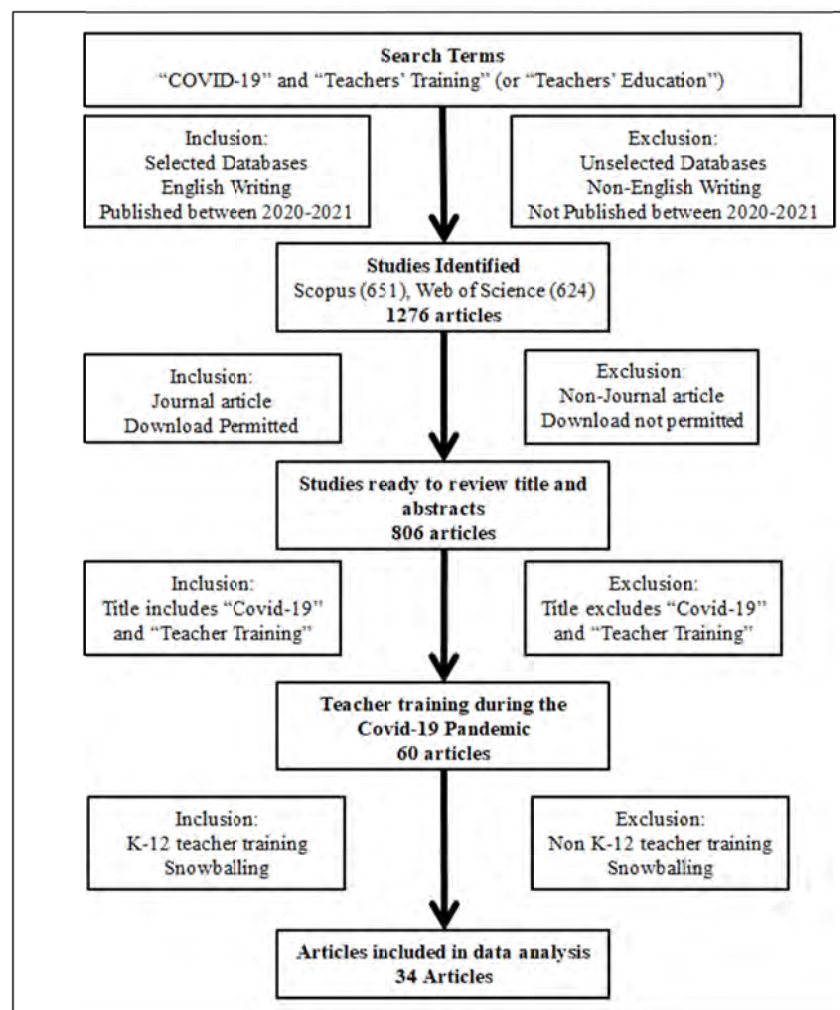 Search Terms
“COVID-19” and “Teachers’ Training” (or “Teachers’ Education”)
Inclusion:
Selected Databases
English Writing
Published between 2020-2021
Exclusion:
Unselected Databases
Non-English Writing
Not Published between 2020-2021
Studies Identified
Scopus (651), Web of Science (624)
1276 articles
Inclusion:
Journal article
Download Permitted
Exclusion:
Non-Journal article
Download not permitted
Studies ready to review title and
abstracts
806 articles
Inclusion:
Title includes “Covid-19”
and “Teacher Training”
Exclusion:
Title excludes “Covid-19”
and “Teacher Training”
Teacher training during the
Covid-19 Pandemic
60 articles
Inclusion:
K-12 teacher training
Snowballing
Exclusion:
Non K-12 teacher training
Snowballing
Articles included in data analysis
34 Articles